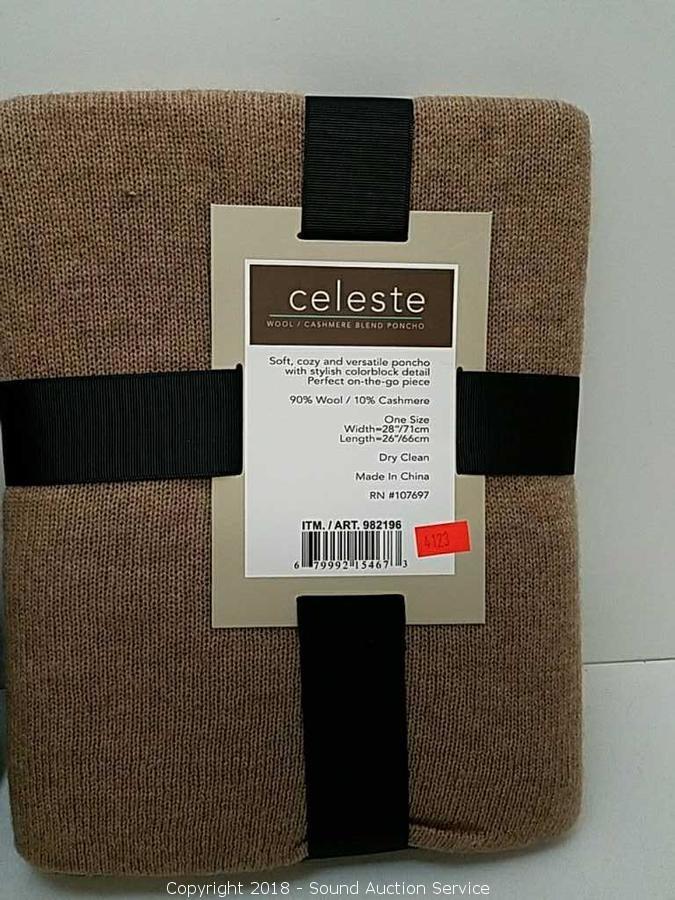 celeste
WOOL / CASHMERE BLEND PONCHO
Soft, cozy and versatile poncho
with stylish colorblock detail
Perfect on-the-go piece
90% Wool / 10% Cashmere
One Size
Width=28"/71cm
Length=26"/66cm
Dry Clean
Made In China
RN #107697
ITM. / ART. 982196
4123
6 79992 15467 3
Copyright 2018 - Sound Auction Service